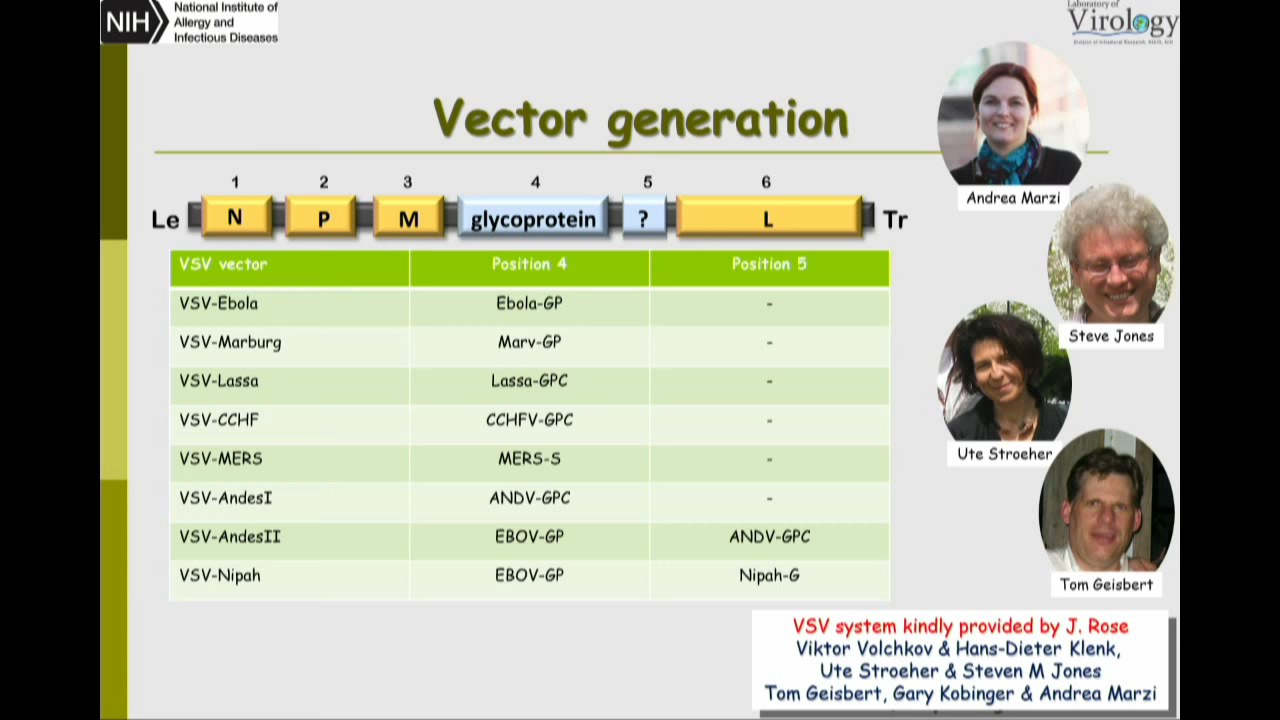 NIH
National Institute of
Allergy and
Infectious Diseases
Laboratory of
Virology
Vector generation
Andrea Marzi
1 2 3 4 5 6
Le N P M glycoprotein ? L Tr
VSV vector Position 4 Position 5
VSV-Ebola Ebola-GP -
VSV-Marburg Marv-GP -
VSV-Lassa Lassa-GPC -
VSV-CCHF CCHFV-GPC -
VSV-MERS MERS-S -
VSV-AndesI ANDV-GPC -
VSV-AndesII EBOV-GP ANDV-GPC
VSV-Nipah EBOV-GP Nipah-G
Steve Jones
Ute Stroeher
Tom Geisbert
VSV system kindly provided by J. Rose
Viktor Volchkov & Hans-Dieter Klenk,
Ute Stroeher & Steven M Jones
Tom Geisbert, Gary Kobinger & Andrea Marzi